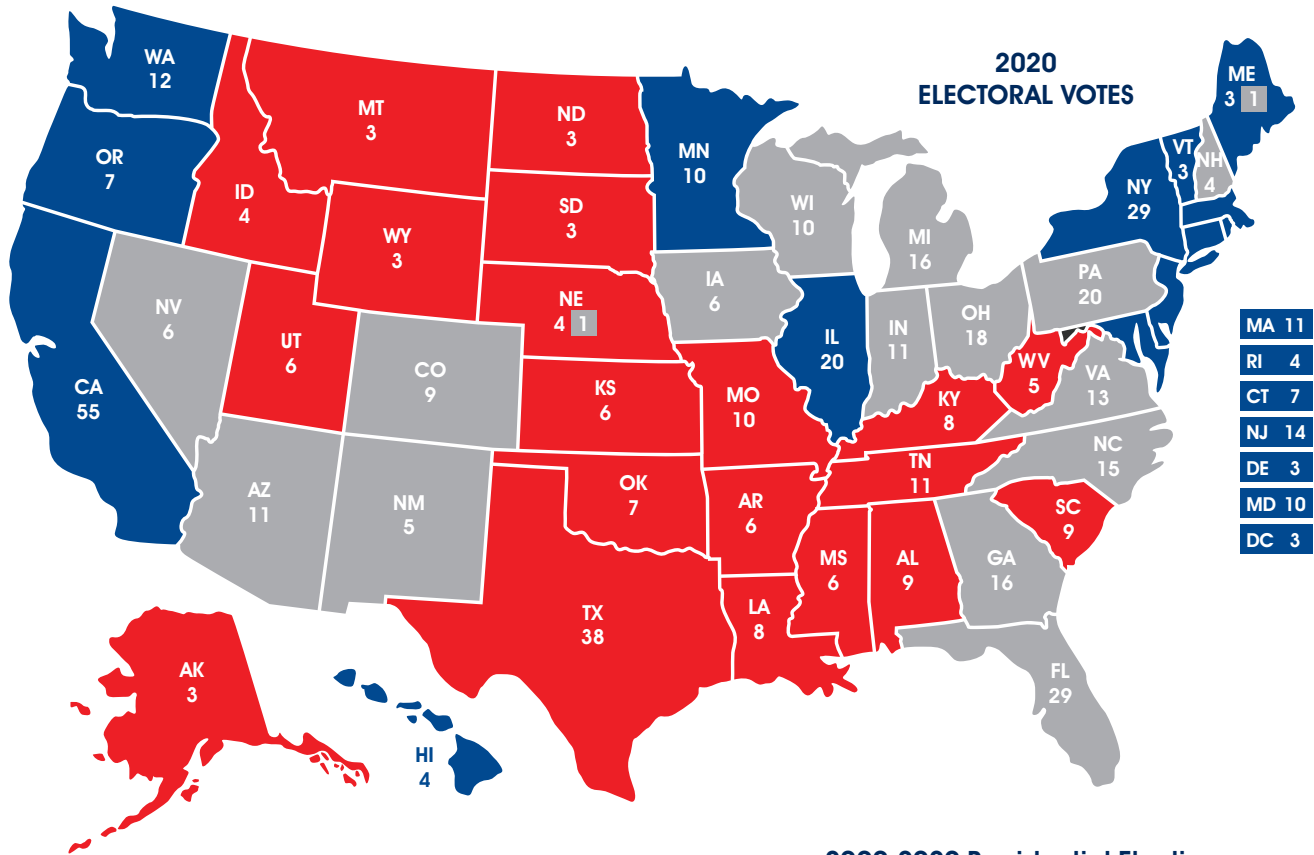 2020
ELECTORAL VOTES
WA
12
OR
7
CA
55
ID
4
MT
3
WY
3
NV
6
UT
6
CO
9
AZ
11
NM
5
ND
3
SD
3
NE
4 1
KS
6
OK
7
TX
38
MN
10
IA
6
MO
10
AR
6
LA
8
WI
10
IL
20
MI
16
IN
11
OH
18
KY
8
TN
11
MS
6
AL
9
GA
16
FL
29
SC
9
NC
15
VA
13
WV
5
PA
20
NY
29
VT
3
NH
4
ME
3 1
MA 11
RI 4
CT 7
NJ 14
DE 3
MD 10
DC 3
AK
3
HI
4